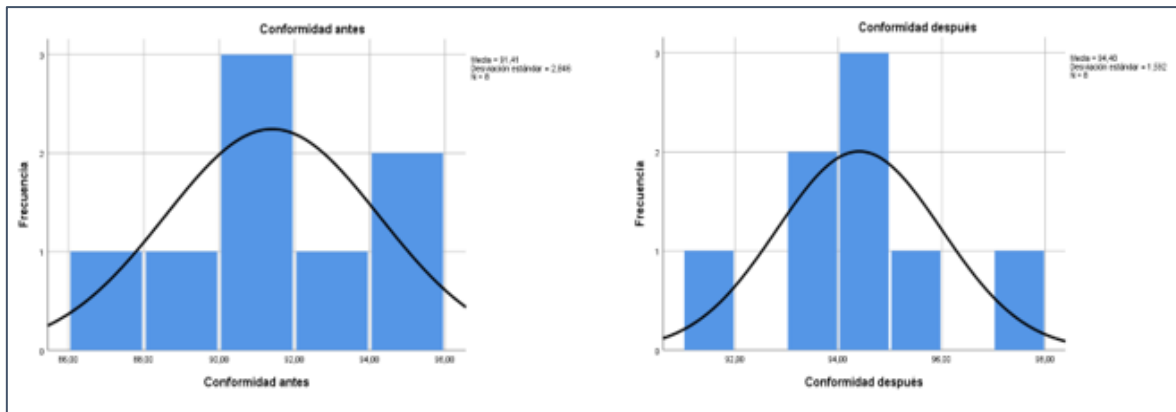 Conformidad antes
Media = 91,41
Desviación estándar = 2,846
N = 8
3
2
1
0
Frecuencia
86,00 88,00 90,00 92,00 94,00 96,00
Conformidad antes
Conformidad después
Media = 94,40
Desviación estándar = 1,592
N = 8
3
2
1
0
Frecuencia
92,00 94,00 96,00 98,00
Conformidad después